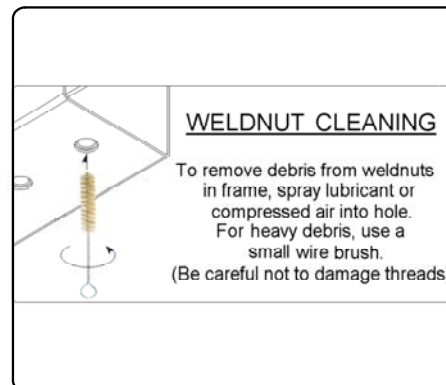 WELDNUT CLEANING
To remove debris from weldnuts
in frame, spray lubricant or
compressed air into hole.
For heavy debris, use a
small wire brush.
(Be careful not to damage threads